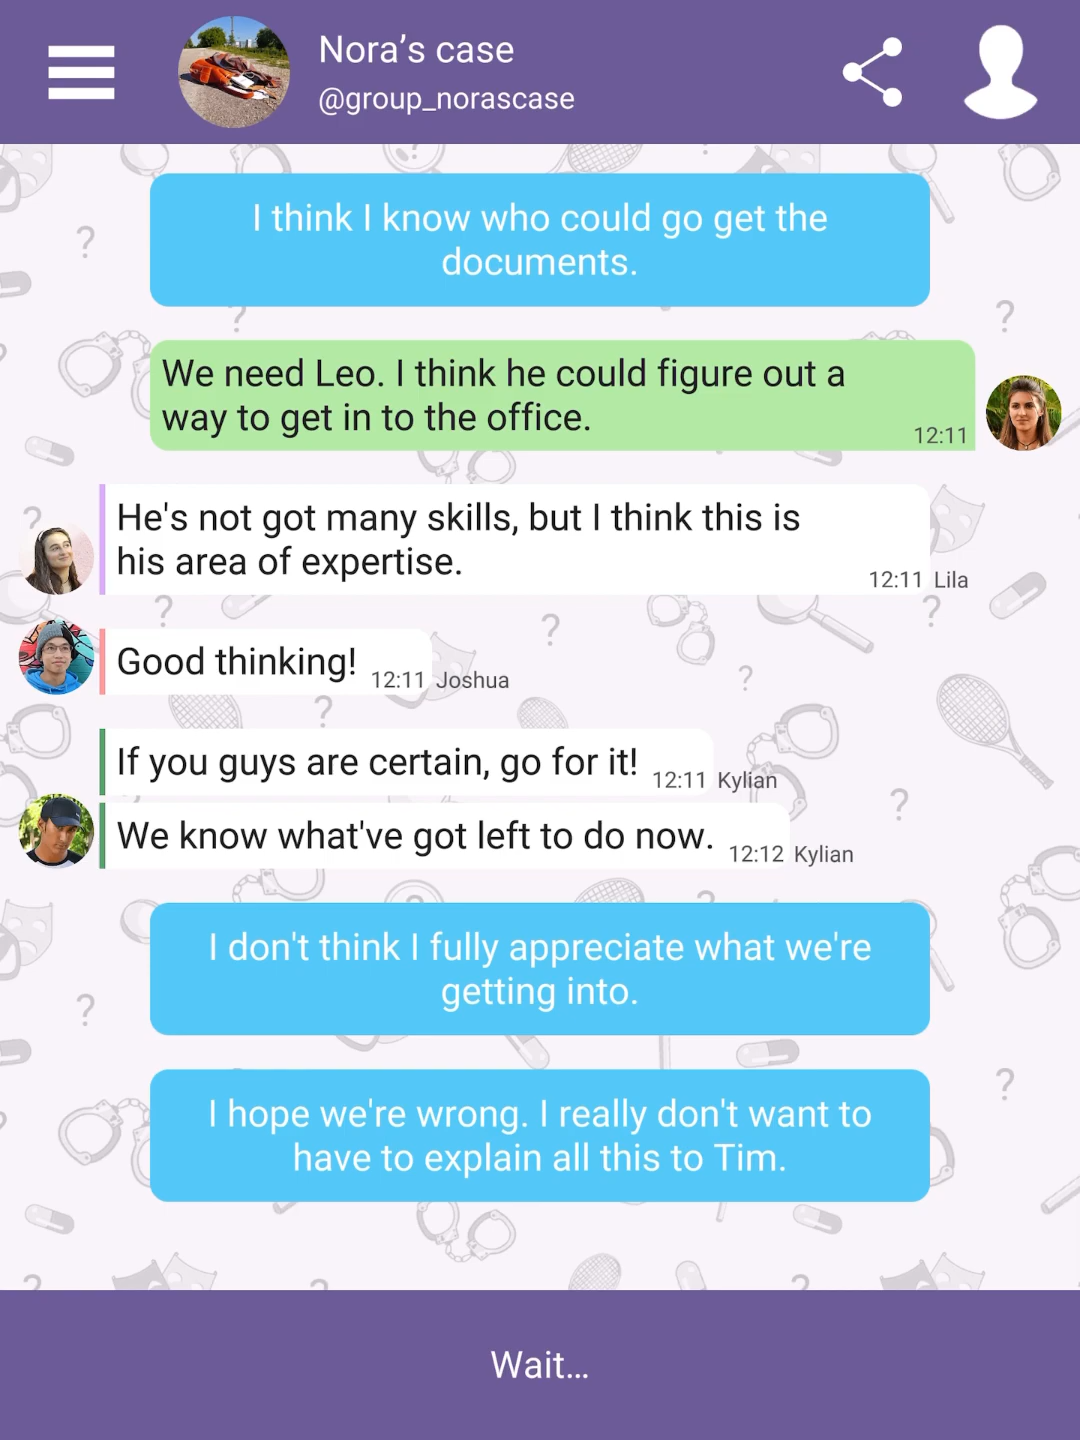 Nora’s case
@group_norascase
I think I know who could go get the
documents.
We need Leo. I think he could figure out a
way to get in to the office.
12:11
He's not got many skills, but I think this is
his area of expertise.
12:11 Lila
Good thinking! 12:11 Joshua
If you guys are certain, go for it! 12:11 Kylian
We know what've got left to do now. 12:12 Kylian
I don't think I fully appreciate what we're
getting into.
I hope we're wrong. I really don't want to
have to explain all this to Tim.
Wait...